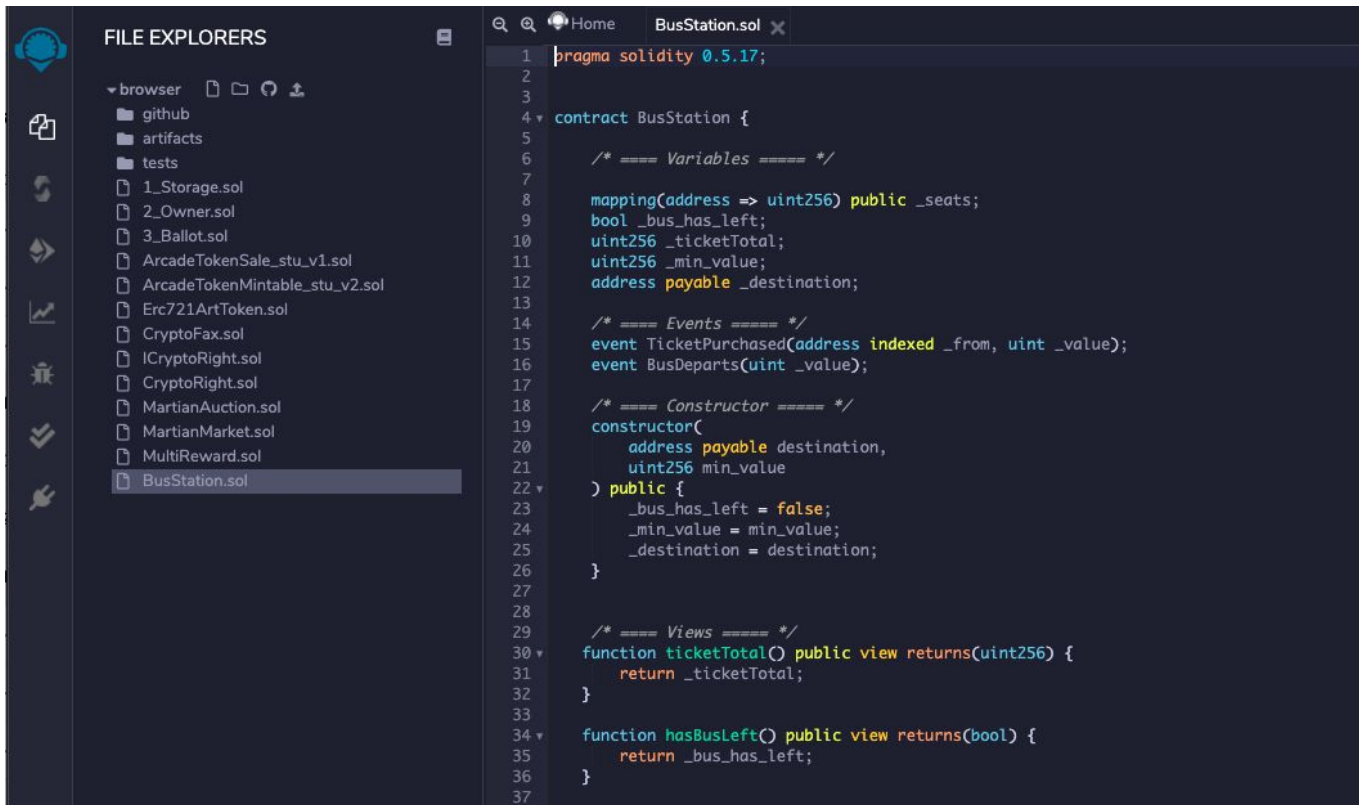 FILE EXPLORERS
browser
github
artifacts
tests
1_Storage.sol
2_Owner.sol
3_Ballot.sol
ArcadeTokenSale_stu_v1.sol
ArcadeTokenMintable_stu_v2.sol
Erc721ArtToken.sol
CryptoFax.sol
ICryptoRight.sol
CryptoRight.sol
MartianAuction.sol
MartianMarket.sol
MultiReward.sol
BusStation.sol
Home BusStation.sol
1 pragma solidity 0.5.17;
2
3
4 contract BusStation {
5
6 /* ==== Variables ===== */
7
8 mapping(address => uint256) public _seats;
9 bool _bus_has_left;
10 uint256 _ticketTotal;
11 uint256 _min_value;
12 address payable _destination;
13
14 /* ==== Events ===== */
15 event TicketPurchased(address indexed _from, uint _value);
16 event BusDeparts(uint _value);
17
18 /* ==== Constructor ===== */
19 constructor(
20 address payable destination,
21 uint256 min_value
22 ) public {
23 _bus_has_left = false;
24 _min_value = min_value;
25 _destination = destination;
26 }
27
28
29 /* ==== Views ===== */
30 function ticketTotal() public view returns(uint256) {
31 return _ticketTotal;
32 }
33
34 function hasBusLeft() public view returns(bool) {
35 return _bus_has_left;
36 }
37